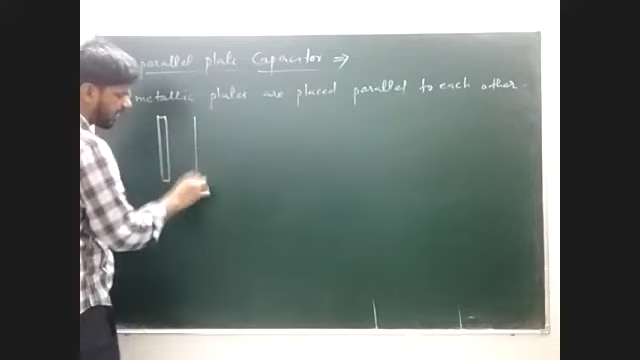 parallel plate Capacitor ⇒
metallic plates are placed parallel to each other.